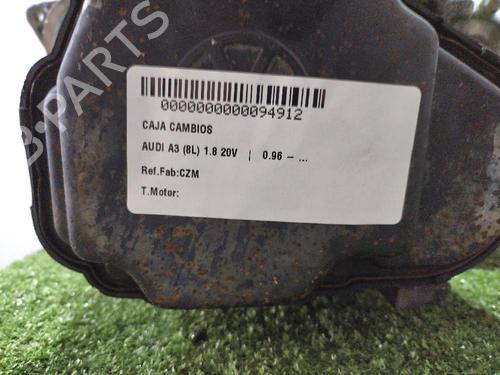 B-PARTS
0000000000094912
CAJA CAMBIOS
AUDI A3 (8L) 1.8 20V | 0.96 – ...
Ref.Fab:CZM
T.Motor: